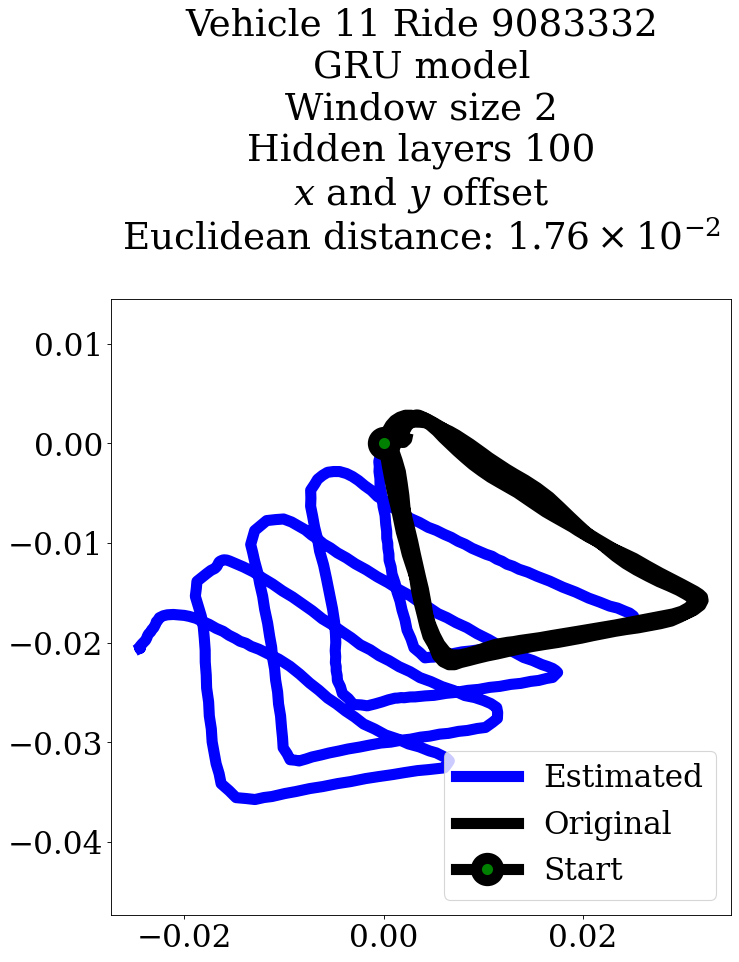 Vehicle 11 Ride 9083332
GRU model
Window size 2
Hidden layers 100
x and y offset
Euclidean distance: 1.76 × 10⁻²
0.01
0.00
−0.01
−0.02
−0.03
−0.04
Estimated
Original
Start
−0.02 0.00 0.02